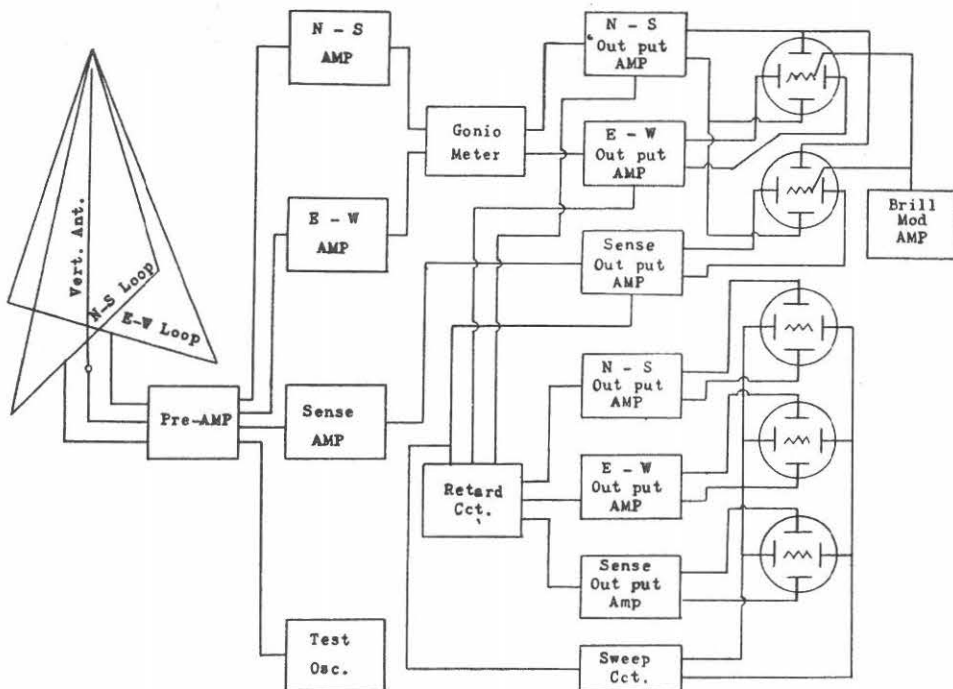 N - S
AMP
N - S
Out put
AMP
Gonio
Meter
E - W
Out put
AMP
E - W
AMP
Brill
Mod
AMP
Sense
Out put
AMP
Vert. Ant.
N-S Loop
E-W Loop
N - S
Out put
AMP
Pre-AMP
Sense
AMP
E - W
Out put
AMP
Retard
Cct.
Sense
Out put
Amp
Test
Osc.
Sweep
Cct.